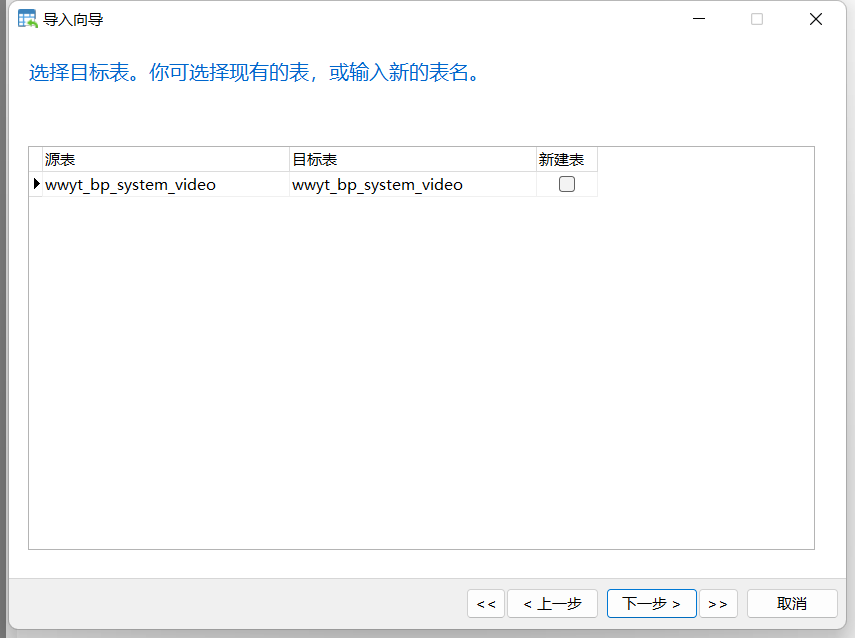 导入向导
选择目标表。你可选择现有的表，或输入新的表名。
源表 目标表 新建表
wwyt_bp_system_video wwyt_bp_system_video
<< < 上一步 下一步 > >> 取消